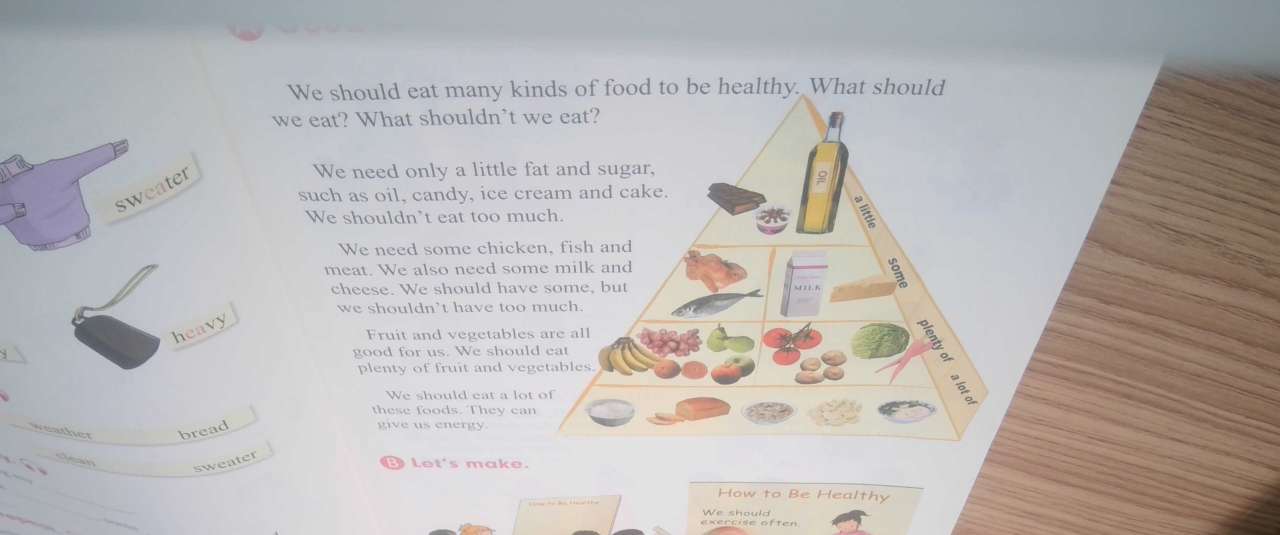 We should eat many kinds of food to be healthy. What should
we eat? What shouldn't we eat?
We need only a little fat and sugar,
such as oil, candy, ice cream and cake.
We shouldn't eat too much.
We need some chicken, fish and
meat. We also need some milk and
cheese. We should have some, but
we shouldn't have too much.
Fruit and vegetables are all
good for us. We should eat
plenty of fruit and vegetables.
We should eat a lot of
these foods. They can
give us energy.
OIL
MILK
a little
some
plenty of
a lot of
sweater
heavy
y
weather
bread
clean
sweater
B Let's make.
How to Be Healthy
How to Be Healthy
We should
exercise often.